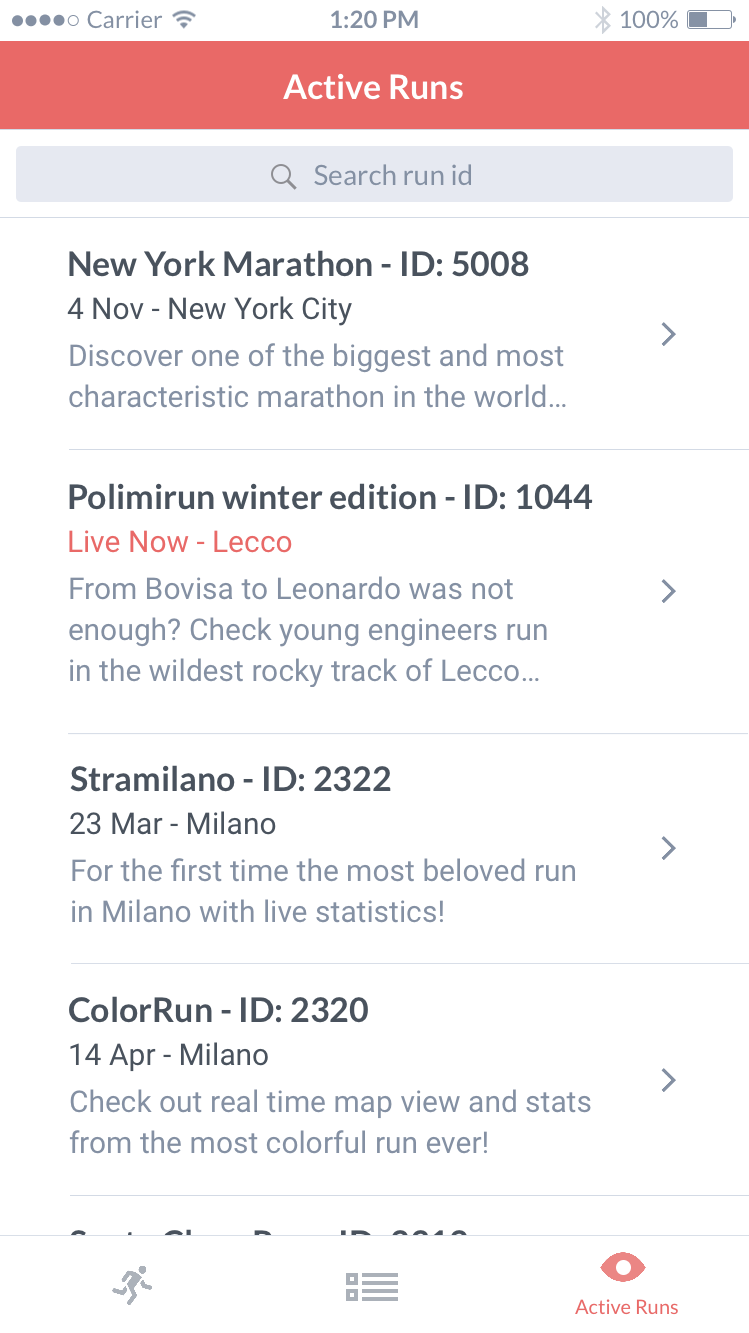 Carrier 1:20 PM 100%
Active Runs
Search run id
New York Marathon - ID: 5008
4 Nov - New York City
Discover one of the biggest and most
characteristic marathon in the world...
Polimirun winter edition - ID: 1044
Live Now - Lecco
From Bovisa to Leonardo was not
enough? Check young engineers run
in the wildest rocky track of Lecco...
Stramilano - ID: 2322
23 Mar - Milano
For the first time the most beloved run
in Milano with live statistics!
ColorRun - ID: 2320
14 Apr - Milano
Check out real time map view and stats
from the most colorful run ever!
Active Runs